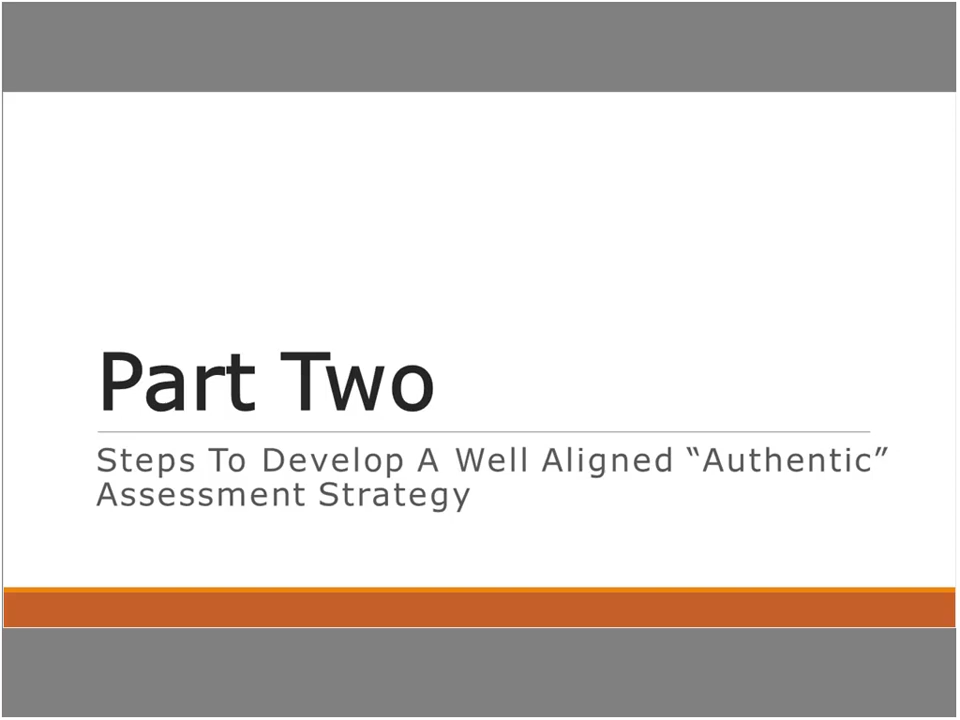 Part Two
Steps To Develop A Well Aligned “Authentic”
Assessment Strategy